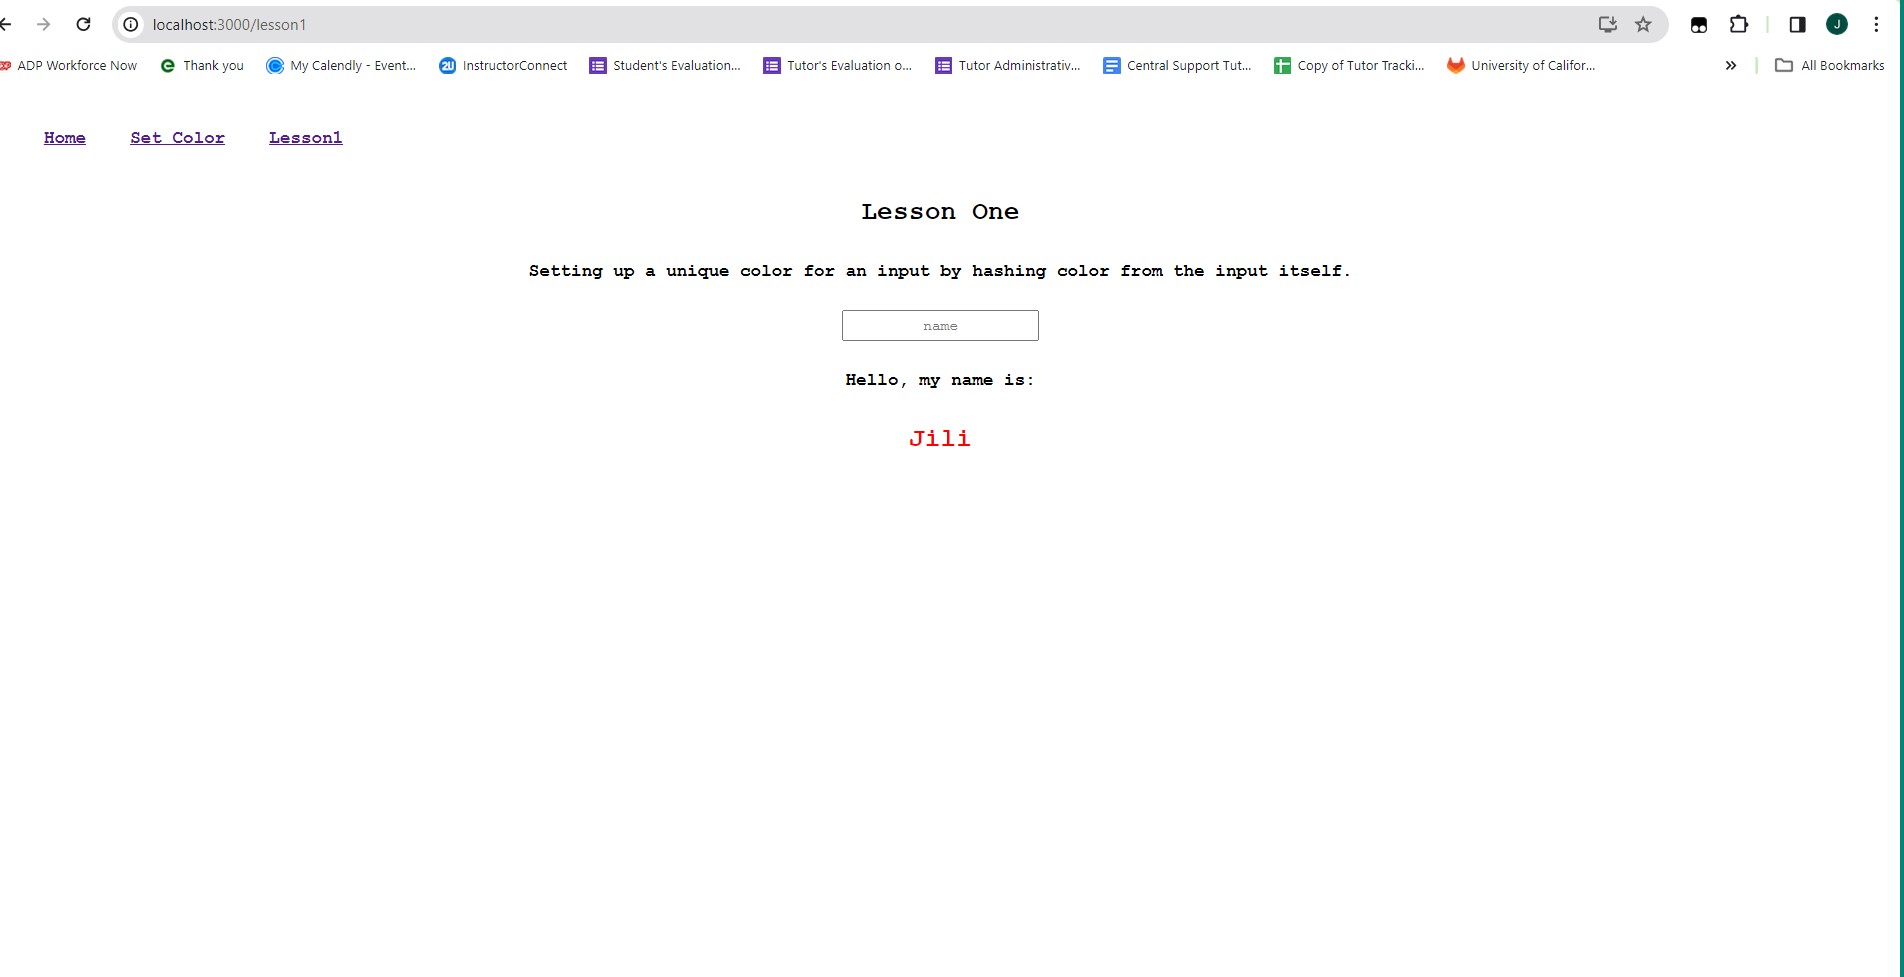 localhost:3000/lesson1
J
ADP Workforce Now Thank you My Calendly - Event... 2U InstructorConnect Student's Evaluation... Tutor's Evaluation o... Tutor Administrativ... Central Support Tut... Copy of Tutor Tracki... University of Califor... » All Bookmarks
Home Set Color Lesson1
Lesson One
Setting up a unique color for an input by hashing color from the input itself.
name
Hello, my name is:
Jili